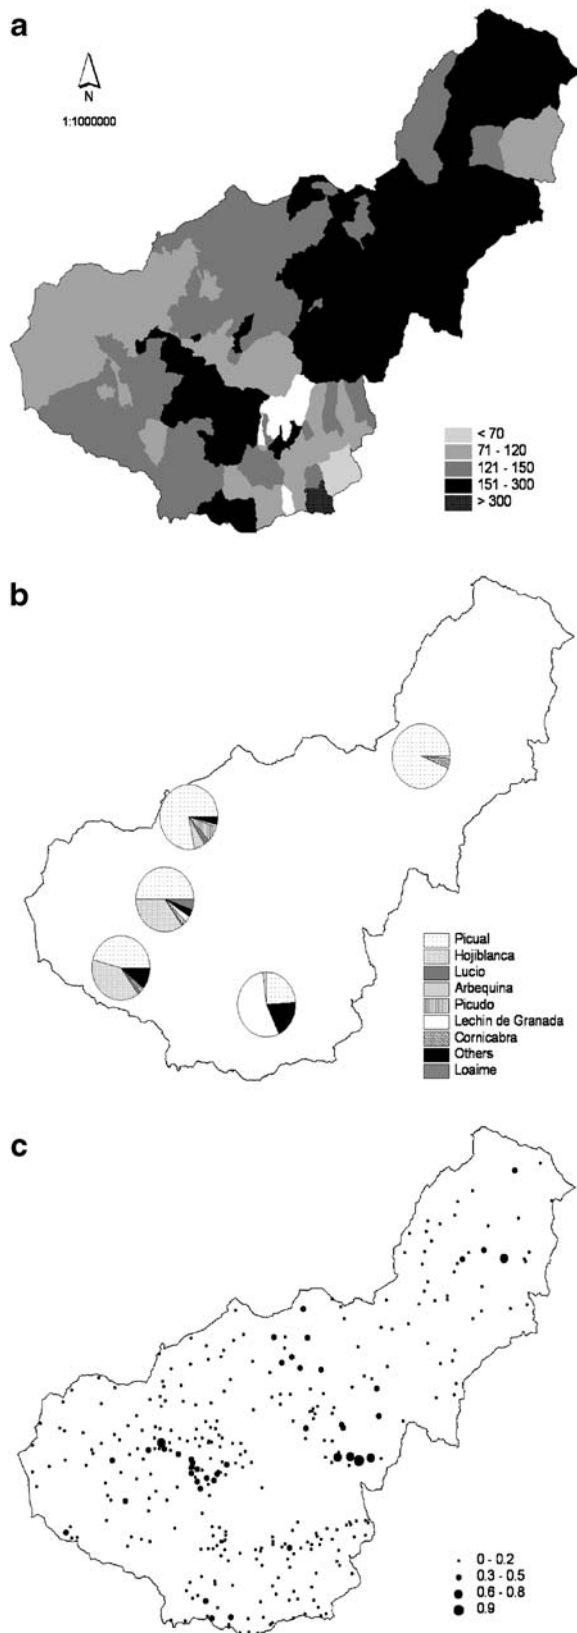 a
N
1:1000000
< 70
71 - 120
121 - 150
151 - 300
> 300
b
Picual
Hojiblanca
Lucio
Arbequina
Picudo
Lechin de Granada
Cornicabra
Others
Loaime
c
0 - 0.2
0.3 - 0.5
0.6 - 0.8
0.9